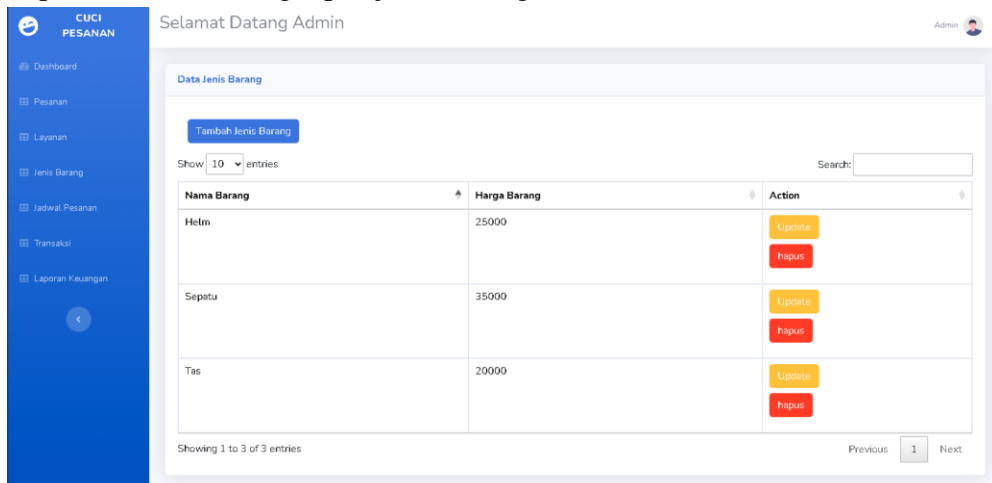 CUCI
PESANAN
Selamat Datang Admin
Admin
Dashboard
Pesanan
Layanan
Jenis Barang
Jadwal Pesanan
Transaksi
Laporan Keuangan
Data Jenis Barang
Tambah Jenis Barang
Show 10 entries
Search:
Nama Barang Harga Barang Action
Helm 25000 Update
hapus
Sepatu 35000 Update
hapus
Tas 20000 Update
hapus
Showing 1 to 3 of 3 entries
Previous 1 Next